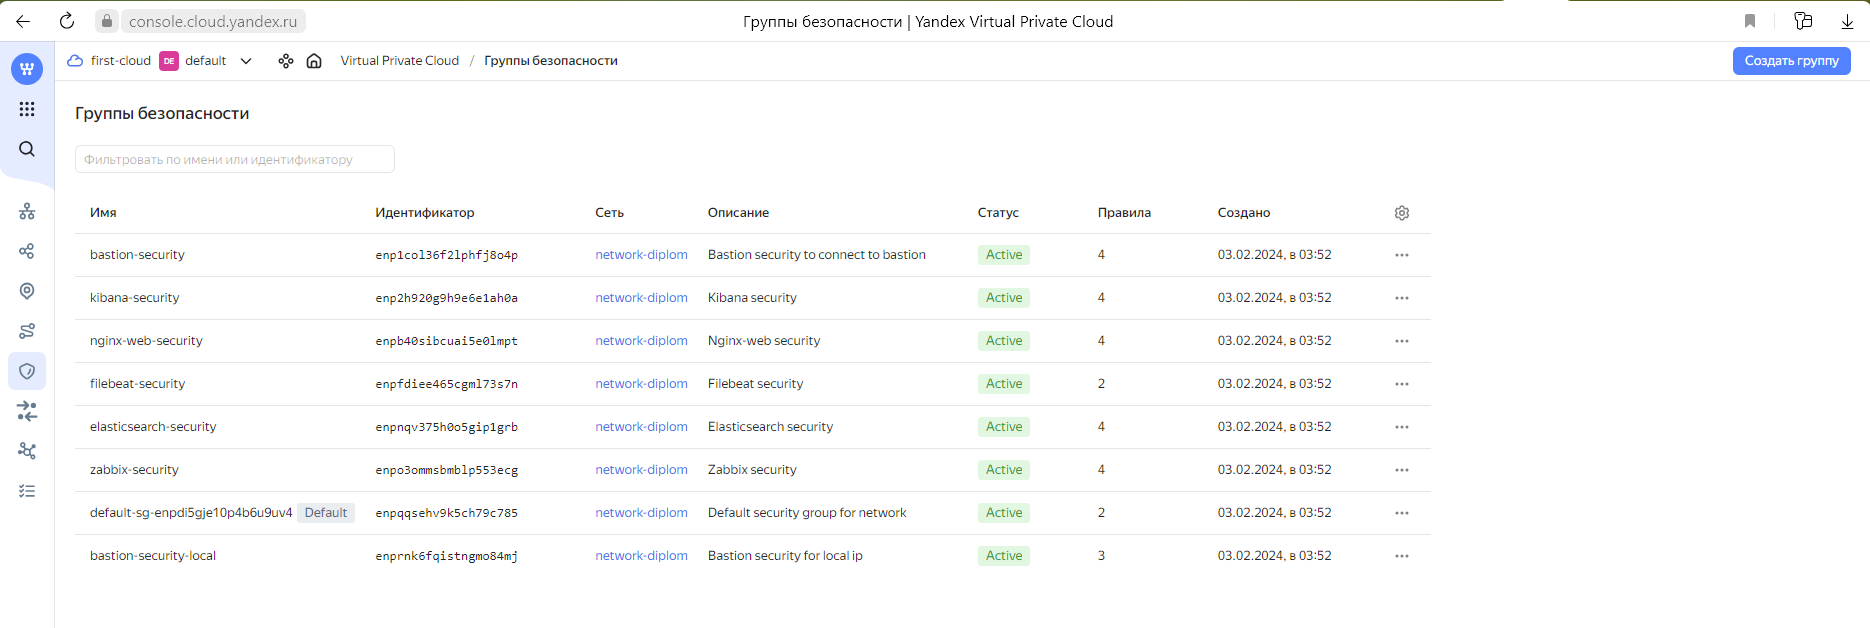 console.cloud.yandex.ru Группы безопасности | Yandex Virtual Private Cloud
first-cloud DE default Virtual Private Cloud / Группы безопасности Создать группу
Группы безопасности
Фильтровать по имени или идентификатору
Имя Идентификатор Сеть Описание Статус Правила Создано
bastion-security enp1col36f2lphfj8o4p network-diplom Bastion security to connect to bastion Active 4 03.02.2024, в 03:52
kibana-security enp2h920g9h9e6e1ah0a network-diplom Kibana security Active 4 03.02.2024, в 03:52
nginx-web-security enpb40sibcuai5e0lmpt network-diplom Nginx-web security Active 4 03.02.2024, в 03:52
filebeat-security enpfdiee465cgml73s7n network-diplom Filebeat security Active 2 03.02.2024, в 03:52
elasticsearch-security enpnqv375h0o5gip1grb network-diplom Elasticsearch security Active 4 03.02.2024, в 03:52
zabbix-security enpo3ommsbmblp553ecg network-diplom Zabbix security Active 4 03.02.2024, в 03:52
default-sg-enpdi5gje10p4b6u9uv4 Default enpqqsehv9k5ch79c785 network-diplom Default security group for network Active 2 03.02.2024, в 03:52
bastion-security-local enprnk6fqistngmo84mj network-diplom Bastion security for local ip Active 3 03.02.2024, в 03:52